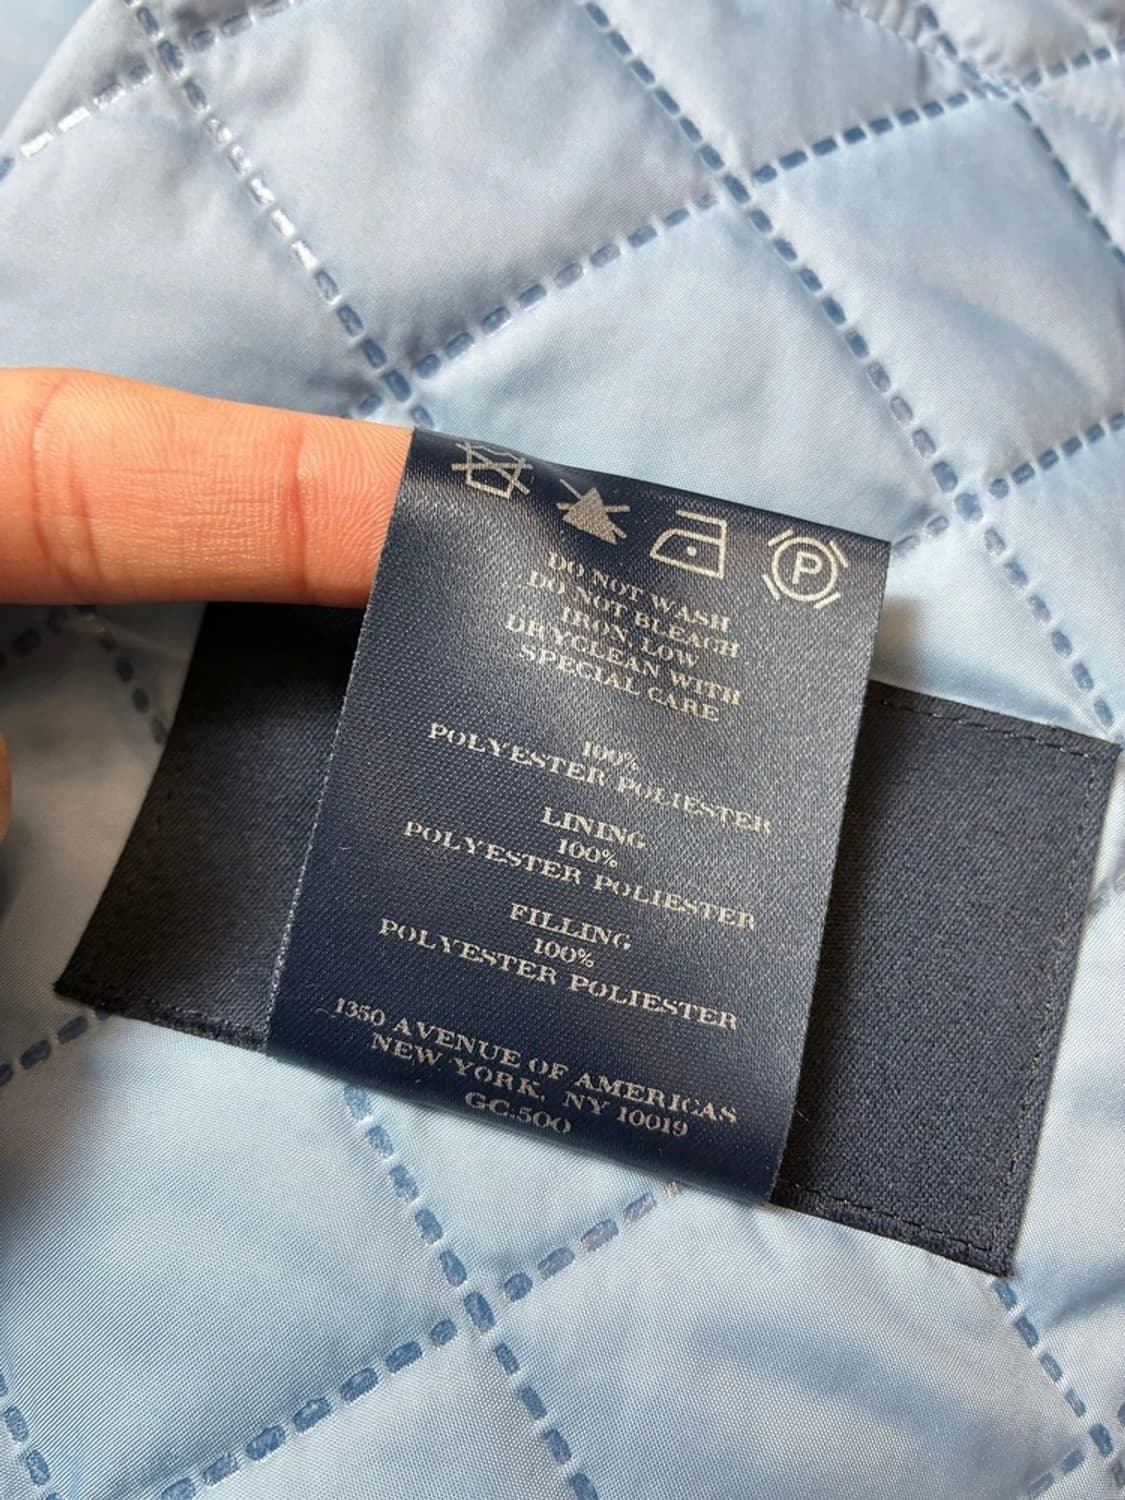 P
DO NOT WASH
DO NOT BLEACH
IRON, LOW
DRYCLEAN WITH
SPECIAL CARE
100%
POLYESTER POLIESTER
LINING
100%
POLYESTER POLIESTER
FILLING
100%
POLYESTER POLIESTER
1350 AVENUE OF AMERICAS
NEW YORK, NY 10019
GC.500